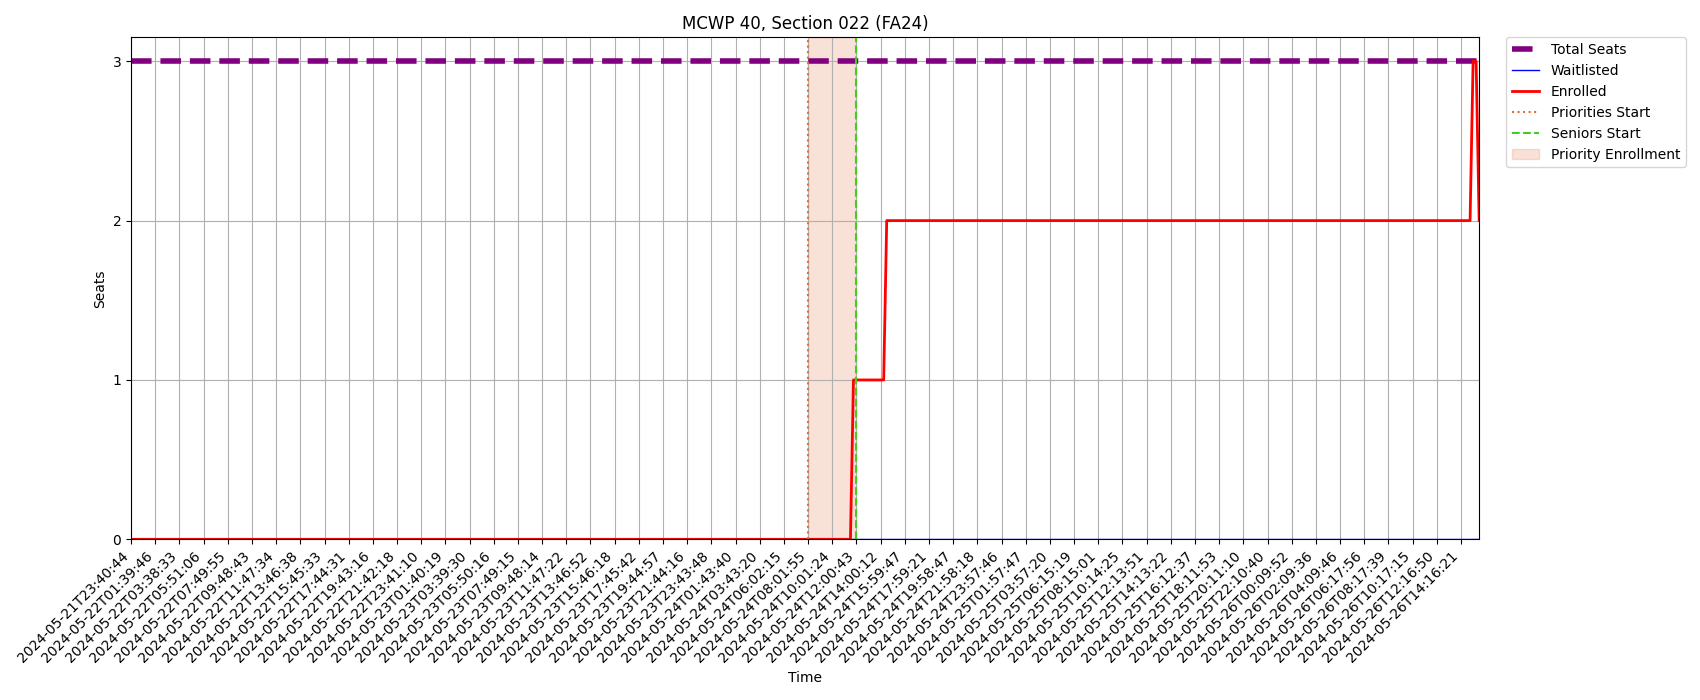 MCWP 40, Section 022 (FA24)
Total Seats
Waitlisted
Enrolled
Priorities Start
Seniors Start
Priority Enrollment
Seats
3
2
1
0
2024-05-21T23:40:44
2024-05-22T01:39:46
2024-05-22T03:38:33
2024-05-22T05:51:06
2024-05-22T07:49:55
2024-05-22T09:48:43
2024-05-22T11:47:34
2024-05-22T13:46:38
2024-05-22T15:45:33
2024-05-22T17:44:31
2024-05-22T19:43:16
2024-05-22T21:42:18
2024-05-22T23:41:10
2024-05-23T01:40:19
2024-05-23T03:39:30
2024-05-23T05:50:16
2024-05-23T07:49:15
2024-05-23T09:48:14
2024-05-23T11:47:22
2024-05-23T13:46:52
2024-05-23T15:46:18
2024-05-23T17:45:42
2024-05-23T19:44:57
2024-05-23T21:44:16
2024-05-23T23:43:48
2024-05-24T01:43:40
2024-05-24T03:43:20
2024-05-24T06:02:15
2024-05-24T08:01:55
2024-05-24T10:01:24
2024-05-24T12:00:43
2024-05-24T14:00:12
2024-05-24T15:59:47
2024-05-24T17:59:21
2024-05-24T19:58:47
2024-05-24T21:58:18
2024-05-24T23:57:46
2024-05-25T01:57:47
2024-05-25T03:57:20
2024-05-25T06:15:19
2024-05-25T08:15:01
2024-05-25T10:14:25
2024-05-25T12:13:51
2024-05-25T14:13:22
2024-05-25T16:12:37
2024-05-25T18:11:53
2024-05-25T20:11:10
2024-05-25T22:10:40
2024-05-26T00:09:52
2024-05-26T02:09:36
2024-05-26T04:09:46
2024-05-26T06:17:56
2024-05-26T08:17:39
2024-05-26T10:17:15
2024-05-26T12:16:50
2024-05-26T14:16:21
Time